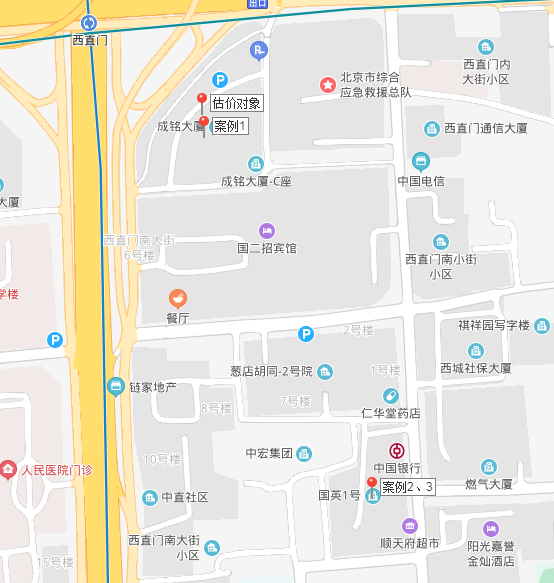 出口
西直门
西直门内
大街小区
北京市综合
应急救援总队
估价对象
成铭大厦
案例1
西直门通信大厦
成铭大厦-C座
中国电信
大厦
西直门南大街
6号楼
国二招宾馆
西直门南小街
小区
学楼
餐厅
2号楼
祺祥园写字楼
葱店胡同-2号院
1号楼
西城社保大厦
链家地产
7号楼
8号楼
仁华堂药店
中宏集团
10号楼
中国银行
人民医院门诊
案例2、3
国英1号
燃气大厦
中直社区
西直门南大街
小区
顺天府超市
阳光嘉誉
金灿酒店
15号楼